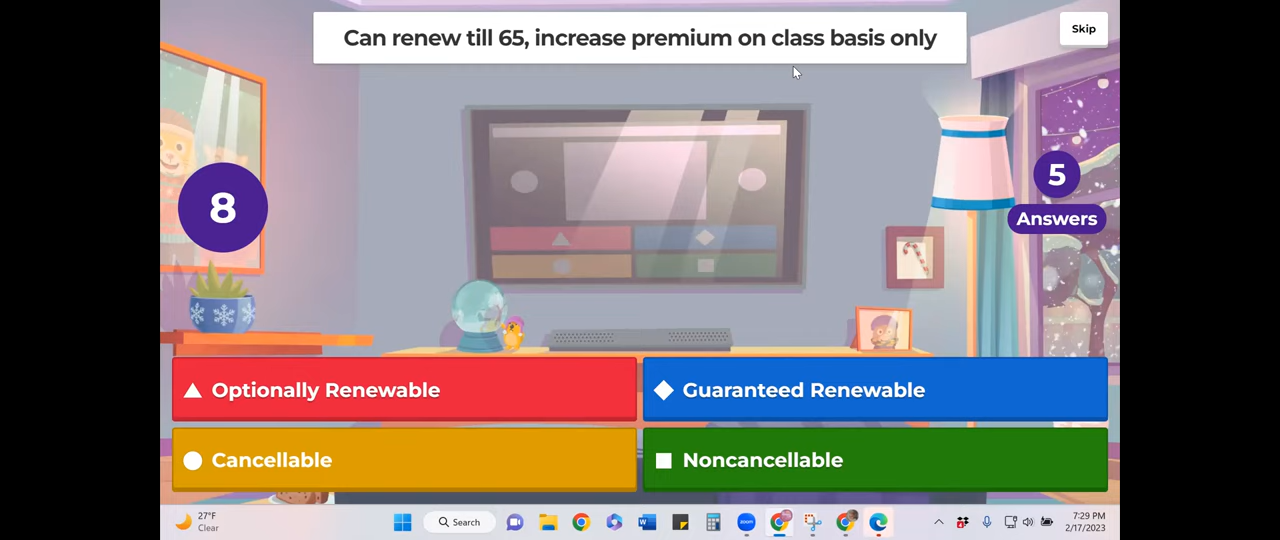 Can renew till 65, increase premium on class basis only
Skip
8
5
Answers
Optionally Renewable
Guaranteed Renewable
Cancellable
Noncancellable
27°F
Clear
Search
7:29 PM
2/17/2023